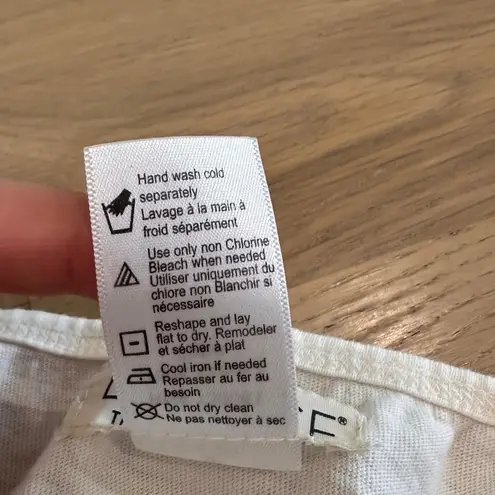 Hand wash cold
separately
Lavage à la main à
froid séparément
Use only non Chlorine
Bleach when needed
Utiliser uniquement du
chlore non Blanchir si
nécessaire
Reshape and lay
flat to dry. Remodeler
et sécher à plat
Cool iron if needed
Repasser au fer au
besoin
Do not dry clean
Ne pas nettoyer à sec